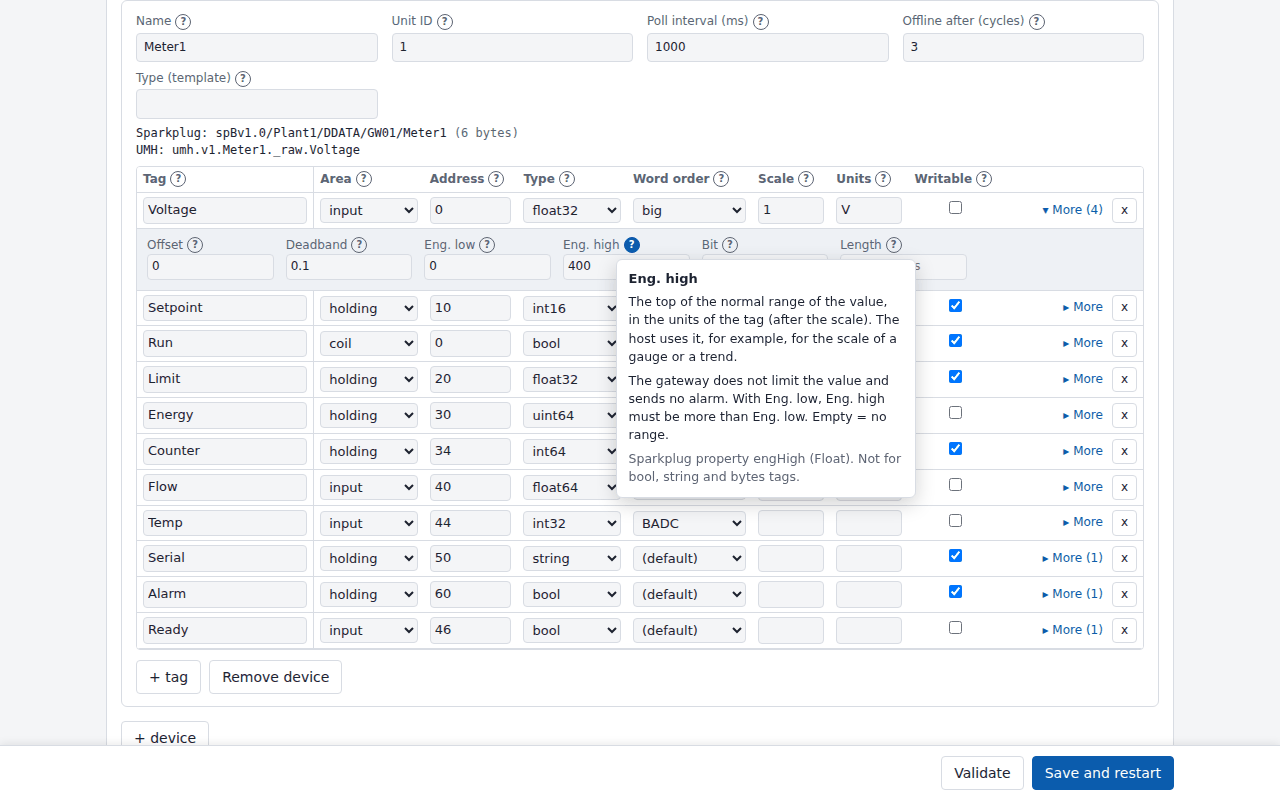 Name ? Unit ID ? Poll interval (ms) ? Offline after (cycles) ?
Meter1 1 1000 3
Type (template) ?
Sparkplug: spBv1.0/Plant1/DDATA/GW01/Meter1 (6 bytes)
UMH: umh.v1.Meter1._raw.Voltage
Tag ? Area ? Address ? Type ? Word order ? Scale ? Units ? Writable ?
Voltage input 0 float32 big 1 V ▾ More (4) x
Offset ? Deadband ? Eng. low ? Eng. high ? Bit ? Length ?
0 0.1 0 400
Eng. high
The top of the normal range of the value,
in the units of the tag (after the scale). The
host uses it, for example, for the scale of a
gauge or a trend.
The gateway does not limit the value and
sends no alarm. With Eng. low, Eng. high
must be more than Eng. low. Empty = no
range.
Sparkplug property engHigh (Float). Not for
bool, string and bytes tags.
Setpoint holding 10 int16 ▸ More x
Run coil 0 bool ▸ More x
Limit holding 20 float32 ▸ More x
Energy holding 30 uint64 ▸ More x
Counter holding 34 int64 ▸ More x
Flow input 40 float64 ▸ More x
Temp input 44 int32 BADC ▸ More x
Serial holding 50 string (default) ▸ More (1) x
Alarm holding 60 bool (default) ▸ More (1) x
Ready input 46 bool (default) ▸ More (1) x
+ tag Remove device
+ device
Validate Save and restart